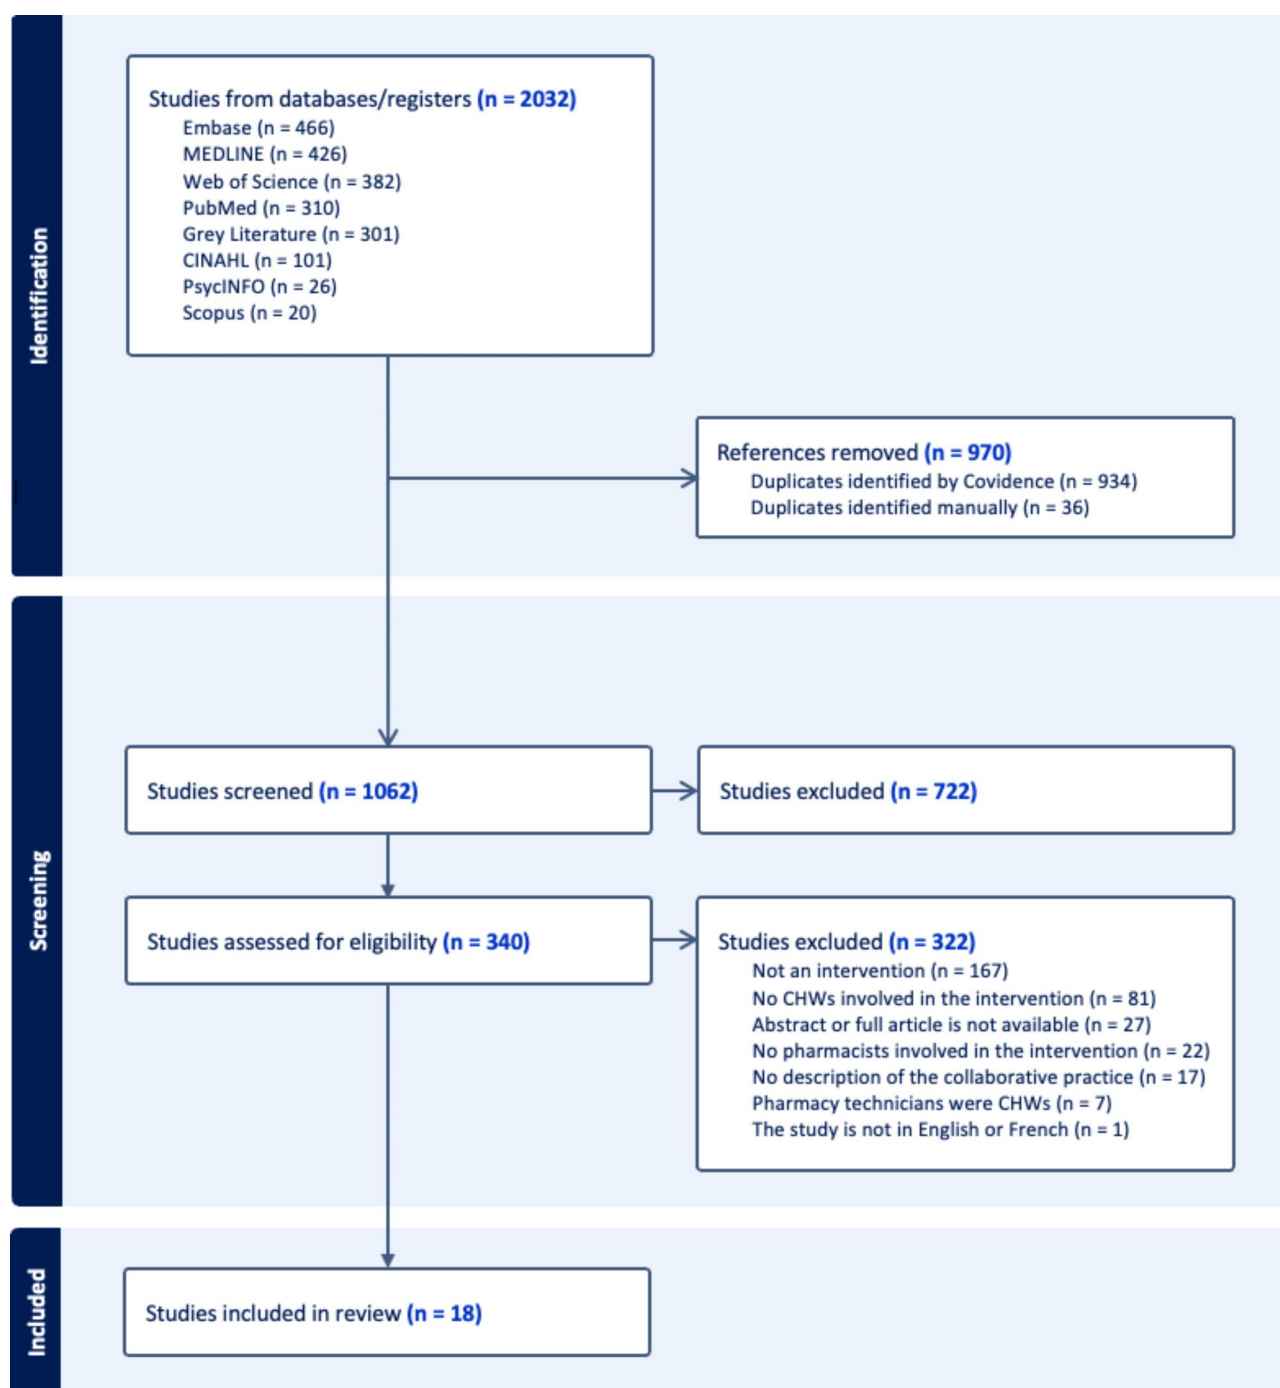 Identification
Studies from databases/registers (n = 2032)
Embase (n = 466)
MEDLINE (n = 426)
Web of Science (n = 382)
PubMed (n = 310)
Grey Literature (n = 301)
CINAHL (n = 101)
PsycINFO (n = 26)
Scopus (n = 20)
References removed (n = 970)
Duplicates identified by Covidence (n = 934)
Duplicates identified manually (n = 36)
Screening
Studies screened (n = 1062)
Studies excluded (n = 722)
Studies assessed for eligibility (n = 340)
Studies excluded (n = 322)
Not an intervention (n = 167)
No CHWs involved in the intervention (n = 81)
Abstract or full article is not available (n = 27)
No pharmacists involved in the intervention (n = 22)
No description of the collaborative practice (n = 17)
Pharmacy technicians were CHWs (n = 7)
The study is not in English or French (n = 1)
Included
Studies included in review (n = 18)